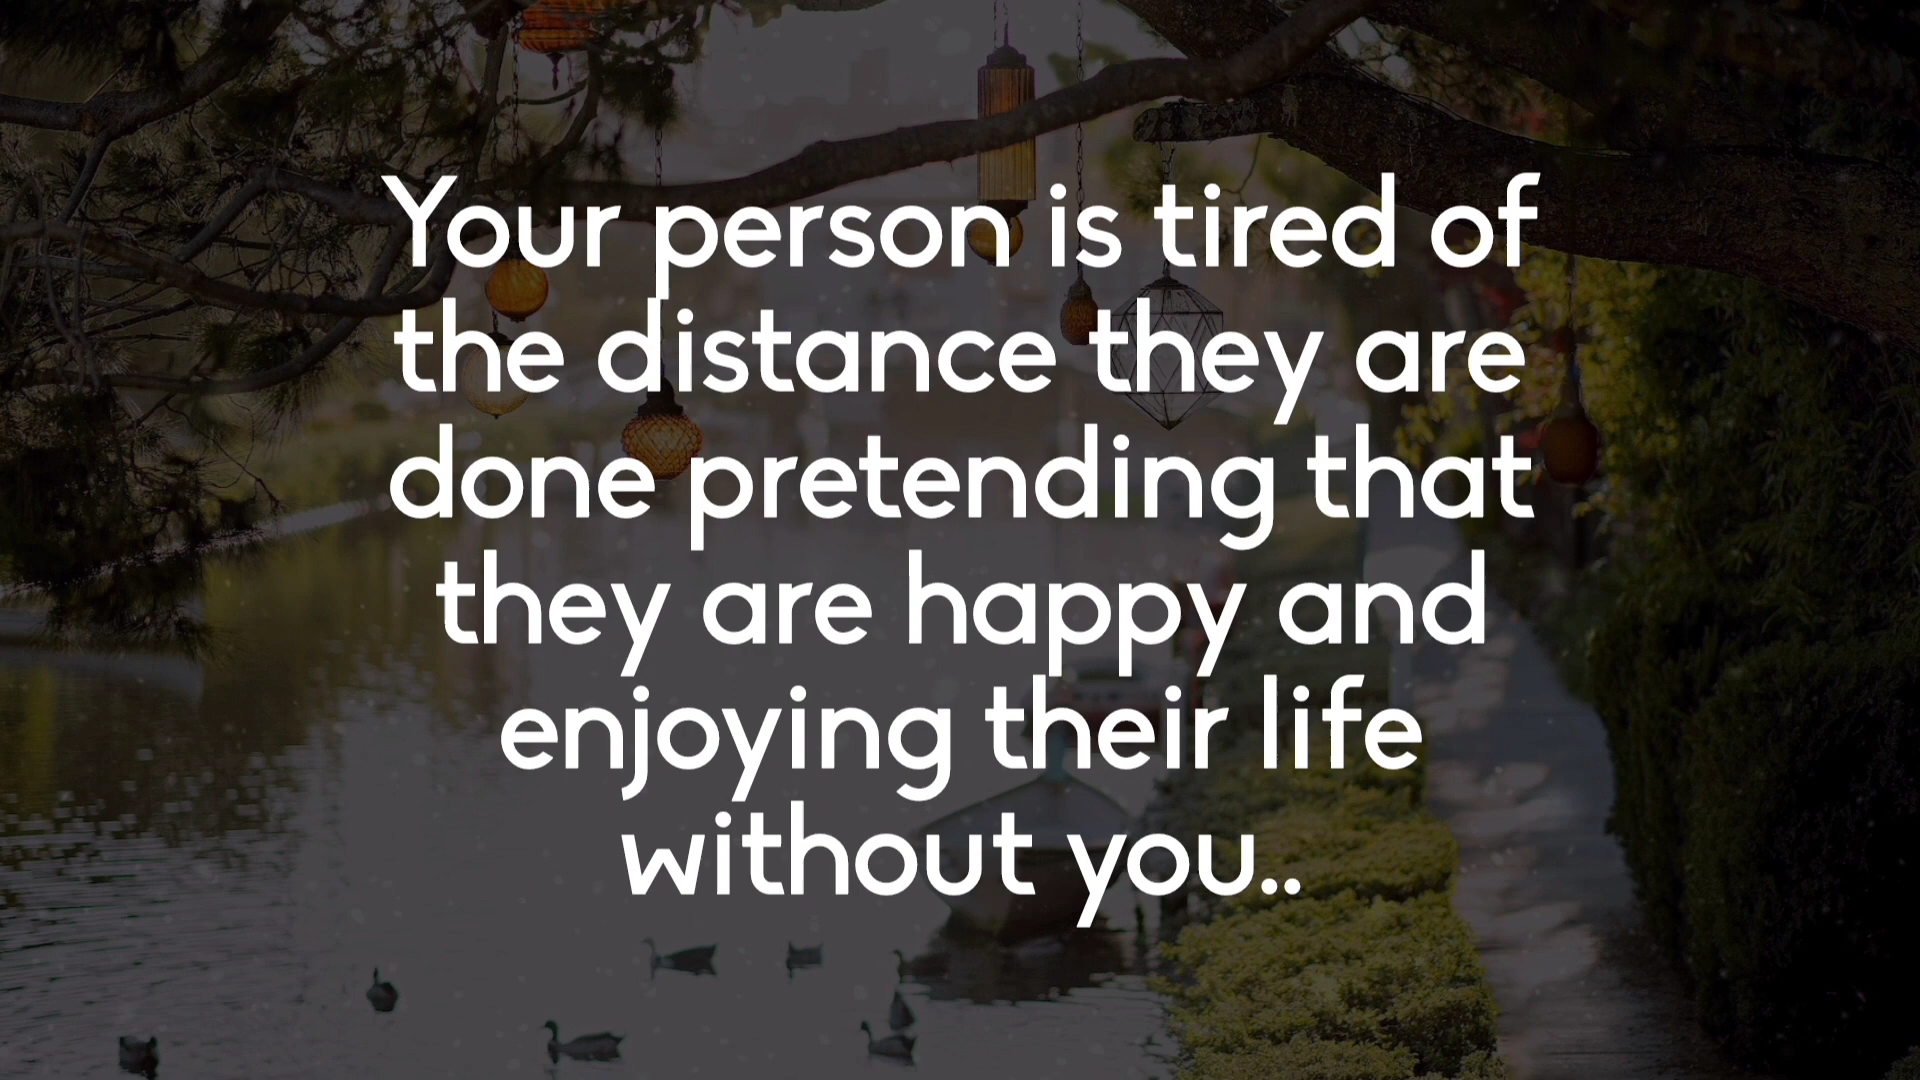 Your person is tired of
the distance they are
done pretending that
they are happy and
enjoying their life
without you..